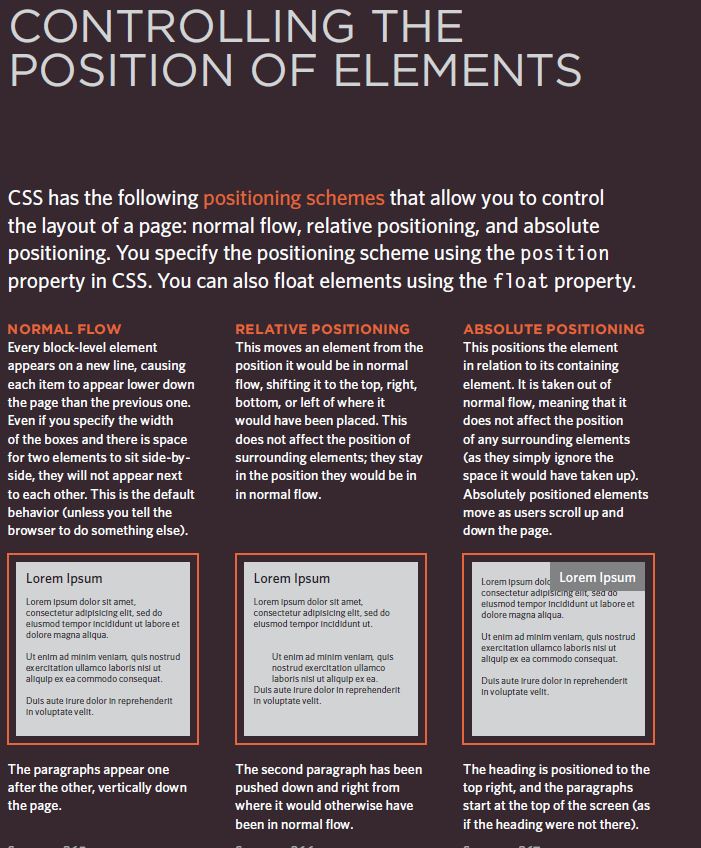 CONTROLLING THE
POSITION OF ELEMENTS
CSS has the following positioning schemes that allow you to control
the layout of a page: normal flow, relative positioning, and absolute
positioning. You specify the positioning scheme using the position
property in CSS. You can also float elements using the float property.
NORMAL FLOW
Every block-level element
appears on a new line, causing
each item to appear lower down
the page than the previous one.
Even if you specify the width
of the boxes and there is space
for two elements to sit side-by-
side, they will not appear next
to each other. This is the default
behavior (unless you tell the
browser to do something else).
Lorem Ipsum
Lorem ipsum dolor sit amet,
consectetur adipisicing elit, sed do
eiusmod tempor incididunt ut labore et
dolore magna aliqua.
Ut enim ad minim veniam, quis nostrud
exercitation ullamco laboris nisi ut
aliquip ex ea commodo consequat.
Duis aute irure dolor in reprehenderit
in voluptate velit.
The paragraphs appear one
after the other, vertically down
the page.
RELATIVE POSITIONING
This moves an element from the
position it would be in normal
flow, shifting it to the top, right,
bottom, or left of where it
would have been placed. This
does not affect the position of
surrounding elements; they stay
in the position they would be in
in normal flow.
Lorem Ipsum
Lorem ipsum dolor sit amet,
consectetur adipisicing elit, sed do
eiusmod tempor incididunt ut.
Ut enim ad minim veniam, quis
nostrud exercitation ullamco
laboris nisi ut aliquip ex ea.
Duis aute irure dolor in reprehenderit
in voluptate velit.
The second paragraph has been
pushed down and right from
where it would otherwise have
been in normal flow.
ABSOLUTE POSITIONING
This positions the element
in relation to its containing
element. It is taken out of
normal flow, meaning that it
does not affect the position
of any surrounding elements
(as they simply ignore the
space it would have taken up).
Absolutely positioned elements
move as users scroll up and
down the page.
Lorem Ipsum
Lorem ipsum dolo
consectetur adipisicing elit, sed do
eiusmod tempor incididunt ut labore et
dolore magna aliqua.
Ut enim ad minim veniam, quis nostrud
exercitation ullamco laboris nisi ut
aliquip ex ea commodo consequat.
Duis aute irure dolor in reprehenderit
in voluptate velit.
The heading is positioned to the
top right, and the paragraphs
start at the top of the screen (as
if the heading were not there).